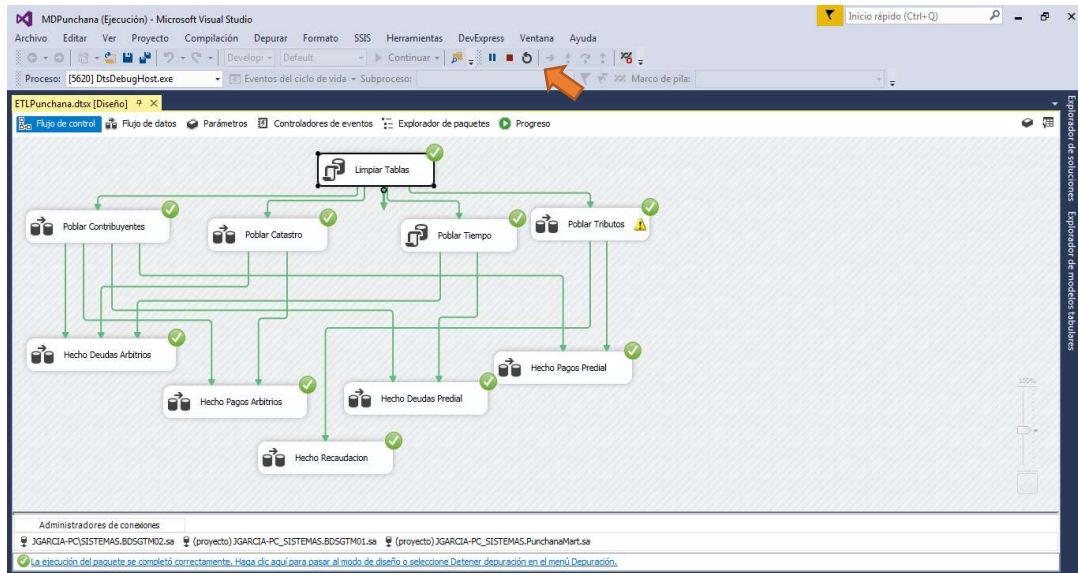 MDPunchana (Ejecución) - Microsoft Visual Studio
Inicio rápido (Ctrl+Q)
Archivo Editar Ver Proyecto Compilación Depurar Formato SSIS Herramientas DevExpress Ventana Ayuda
Develop Default Continuar
Proceso: [5620] DtsDebugHost.exe Eventos del ciclo de vida Subproceso: Marco de pila:
ETLPunchana.dtsx [Diseño]
Flujo de control Flujo de datos Parámetros Controladores de eventos Explorador de paquetes Progreso
Explorador de soluciones Explorador de modelos tabulares
Limpiar Tablas
Poblar Contribuyentes
Poblar Catastro
Poblar Tiempo
Poblar Tributos
Hecho Deudas Arbitrios
Hecho Pagos Predial
Hecho Pagos Arbitrios
Hecho Deudas Predial
Hecho Recaudacion
100%
Administradores de conexiones
JGARCIA-PC\SISTEMAS.BDSGTM02.sa (proyecto) JGARCIA-PC_SISTEMAS.BDSGTM01.sa (proyecto) JGARCIA-PC_SISTEMAS.PunchanaMart.sa
La ejecución del paquete se completó correctamente. Haga clic aquí para pasar al modo de diseño o seleccione Detener depuración en el menú Depuración.